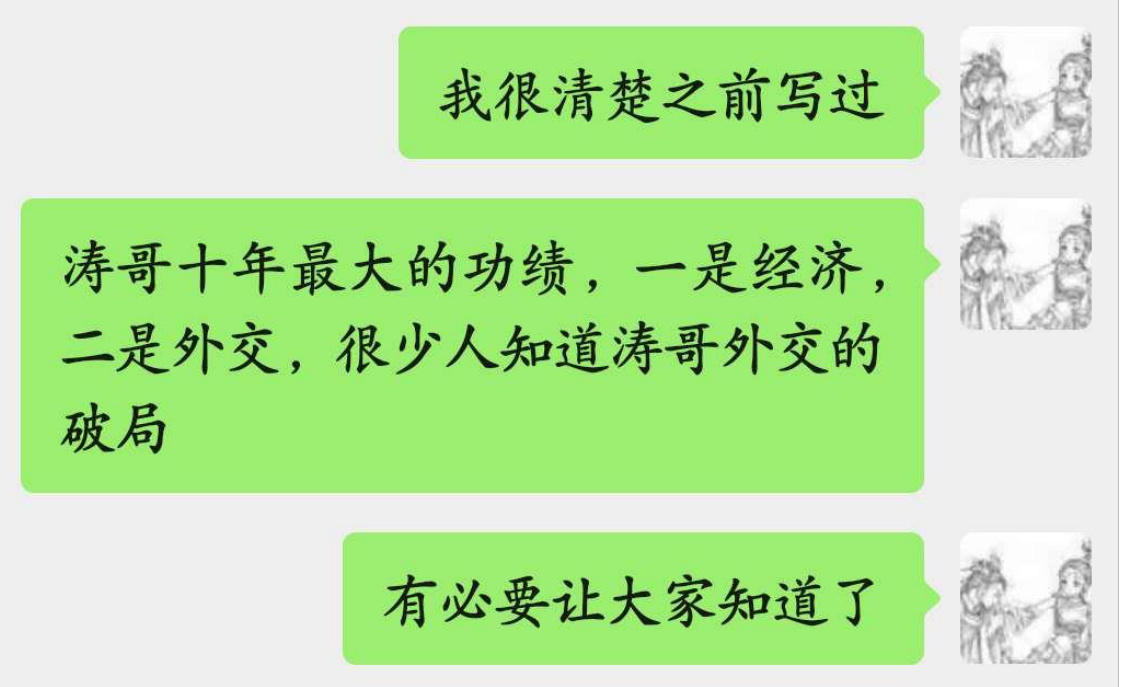 我很清楚之前写过
涛哥十年最大的功绩，一是经济，
二是外交，很少人知道涛哥外交的
破局
有必要让大家知道了